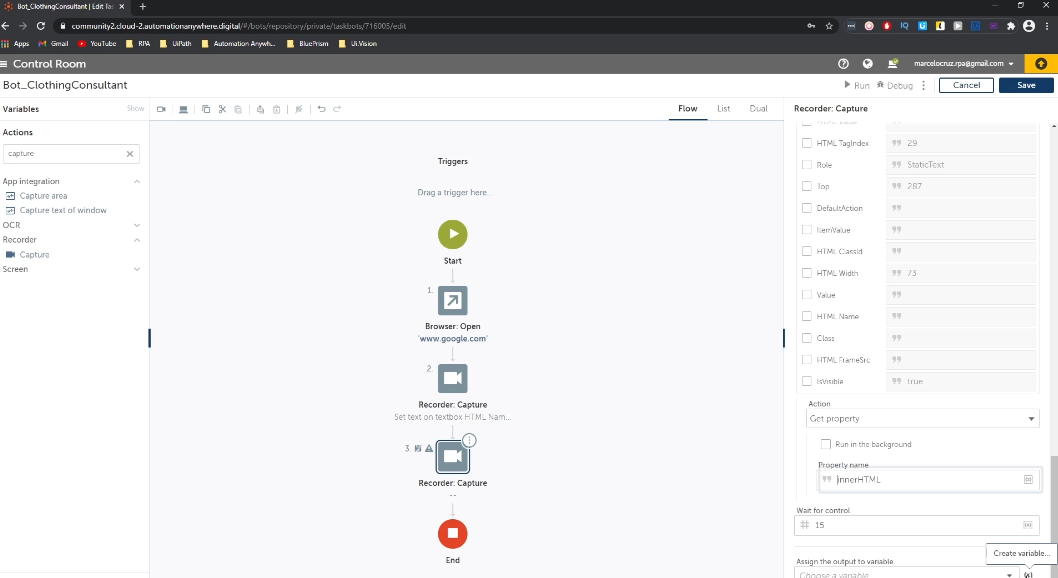 Bot_ClothingConsultant | Edit Tas
community2.cloud-2.automationanywhere.digital/#/bots/repository/private/taskbots/716005/edit
Apps
Gmail
YouTube
RPA
UiPath
Automation Anywh...
BluePrism
Ui.Vision
Control Room
marcelocruz.rpa@gmail.com
Bot_ClothingConsultant
Run
Debug
Cancel
Save
Variables
Show
Flow
List
Dual
Recorder: Capture
Actions
capture
App integration
Capture area
Capture text of window
OCR
Recorder
Capture
Screen
Triggers
Drag a trigger here...
Start
1.
Browser: Open
'www.google.com'
2.
Recorder: Capture
Set text on textbox HTML Nam...
3.
Recorder: Capture
--
End
HTML TagIndex
29
Role
StaticText
Top
287
DefaultAction
ItemValue
HTML ClassId
HTML Width
73
Value
HTML Name
Class
HTML FrameSrc
IsVisible
true
Action
Get property
Run in the background
Property name
innerHTML
Wait for control
15
Create variable...
Assign the output to variable
Choose a variable
(x)